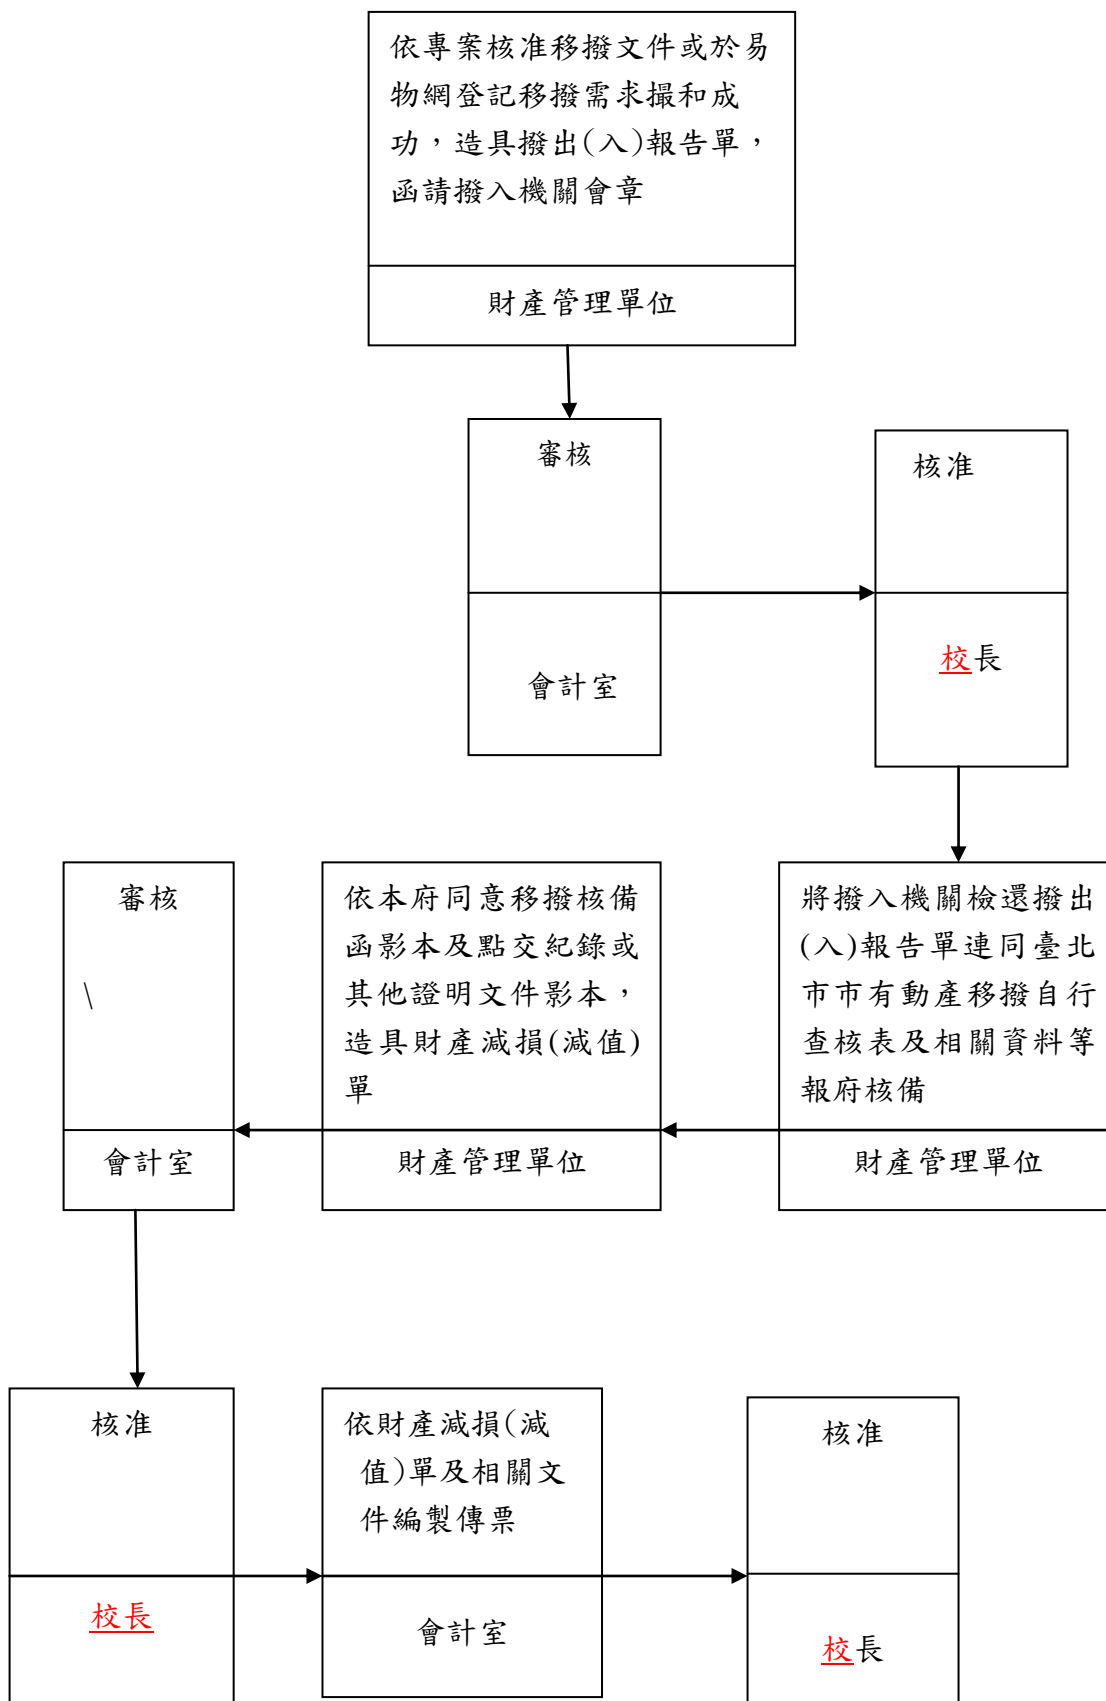 依專案核准移撥文件或於易
物網登記移撥需求撮和成
功，造具撥出(入)報告單，
函請撥入機關會章
財產管理單位
審核
會計室
核准
校長
將撥入機關檢還撥出
(入)報告單連同臺北
市市有動產移撥自行
查核表及相關資料等
報府核備
財產管理單位
依本府同意移撥核備
函影本及點交紀錄或
其他證明文件影本，
造具財產減損(減值)
單
財產管理單位
審核
\
會計室
核准
校長
依財產減損(減
值)單及相關文
件編製傳票
會計室
核准
校長